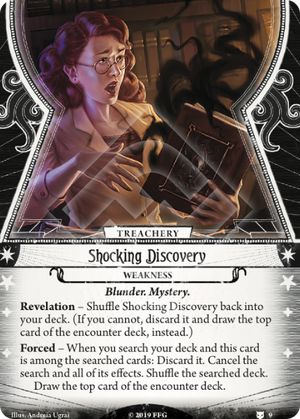 TREACHERY
Shocking Discovery
WEAKNESS
Blunder. Mystery.
Revelation – Shuffle Shocking Discovery back into
your deck. (If you cannot, discard it and draw the top
card of the encounter deck, instead.)
Forced – When you search your deck and this card
is among the searched cards: Discard it. Cancel the
search and all of its effects. Shuffle the searched deck.
Draw the top card of the encounter deck.
Illus. Andreia Ugrai
© 2019 FFG
9